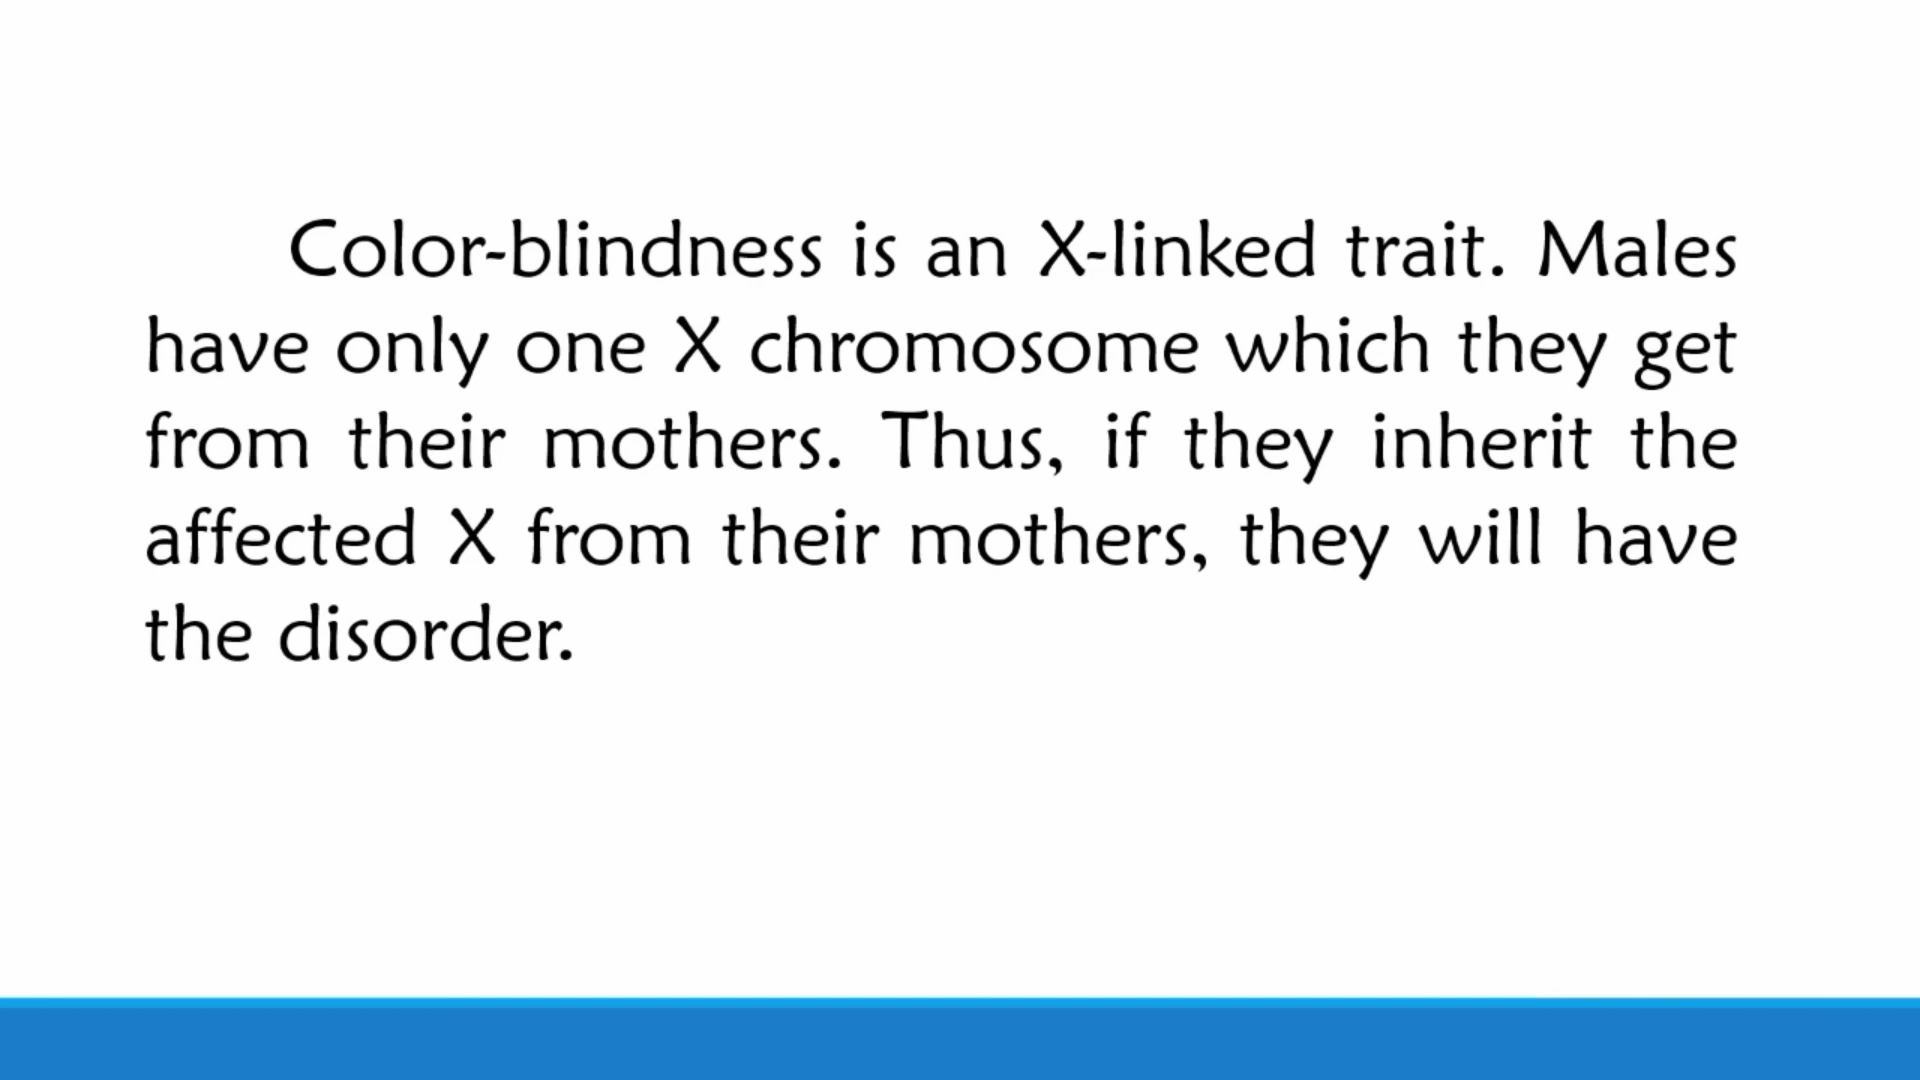 Color-blindness is an X-linked trait. Males
have only one X chromosome which they get
from their mothers. Thus, if they inherit the
affected X from their mothers, they will have
the disorder.